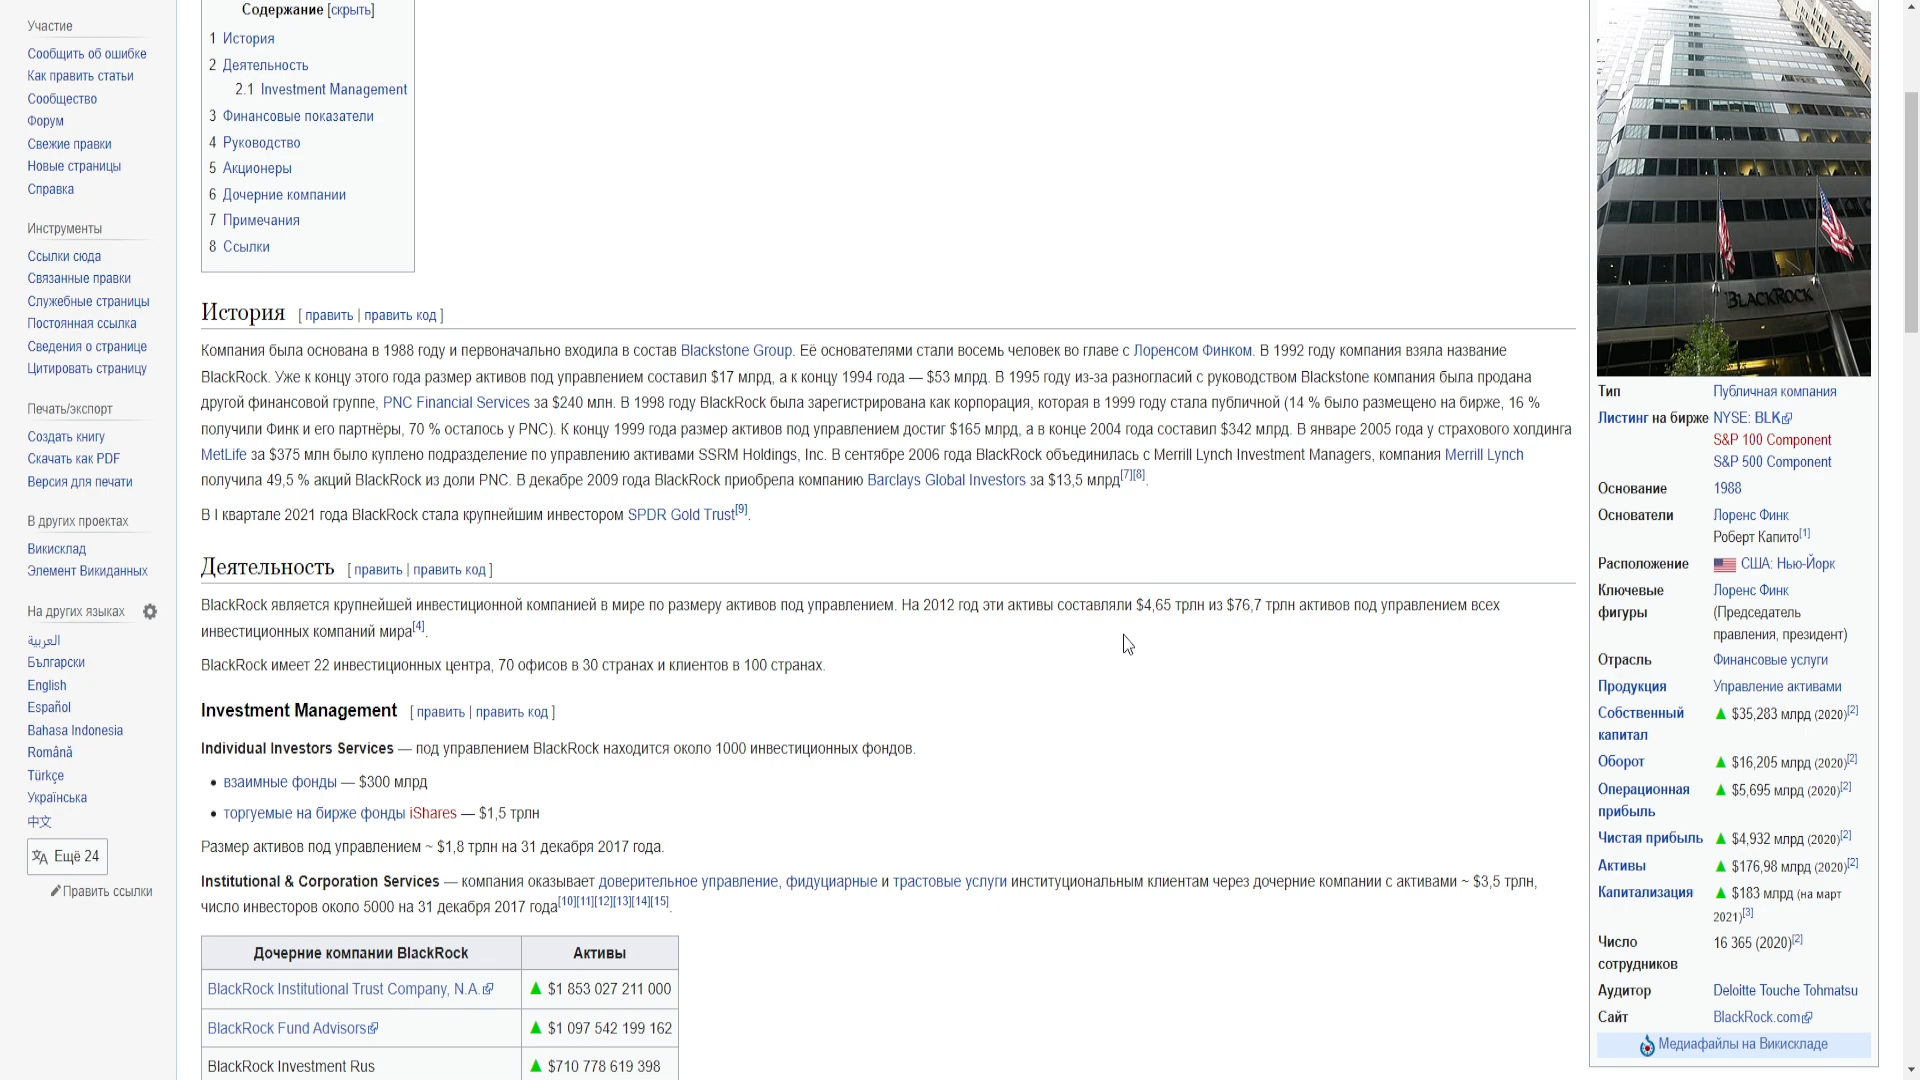 Участие
Сообщить об ошибке
Как править статьи
Сообщество
Форум
Свежие правки
Новые страницы
Справка
Инструменты
Ссылки сюда
Связанные правки
Служебные страницы
Постоянная ссылка
Сведения о странице
Цитировать страницу
Печать/экспорт
Создать книгу
Скачать как PDF
Версия для печати
В других проектах
Викисклад
Элемент Викиданных
На других языках
العربية
Български
English
Español
Bahasa Indonesia
Română
Türkçe
Українська
中文
Ещё 24
Править ссылки
Содержание [скрыть]
1 История
2 Деятельность
2.1 Investment Management
3 Финансовые показатели
4 Руководство
5 Акционеры
6 Дочерние компании
7 Примечания
8 Ссылки
История [ править | править код ]
Компания была основана в 1988 году и первоначально входила в состав Blackstone Group. Её основателями стали восемь человек во главе с Лоренсом Финком. В 1992 году компания взяла название
BlackRock. Уже к концу этого года размер активов под управлением составил $17 млрд, а к концу 1994 года — $53 млрд. В 1995 году из-за разногласий с руководством Blackstone компания была продана
другой финансовой группе, PNC Financial Services за $240 млн. В 1998 году BlackRock была зарегистрирована как корпорация, которая в 1999 году стала публичной (14 % было размещено на бирже, 16 %
получили Финк и его партнёры, 70 % осталось у PNC). К концу 1999 года размер активов под управлением достиг $165 млрд, а в конце 2004 года составил $342 млрд. В январе 2005 года у страхового холдинга
MetLife за $375 млн было куплено подразделение по управлению активами SSRM Holdings, Inc. В сентябре 2006 года BlackRock объединилась с Merrill Lynch Investment Managers, компания Merrill Lynch
получила 49,5 % акций BlackRock из доли PNC. В декабре 2009 года BlackRock приобрела компанию Barclays Global Investors за $13,5 млрд[7][8].
В I квартале 2021 года BlackRock стала крупнейшим инвестором SPDR Gold Trust[9].
Деятельность [ править | править код ]
BlackRock является крупнейшей инвестиционной компанией в мире по размеру активов под управлением. На 2012 год эти активы составляли $4,65 трлн из $76,7 трлн активов под управлением всех
инвестиционных компаний мира[4].
BlackRock имеет 22 инвестиционных центра, 70 офисов в 30 странах и клиентов в 100 странах.
Investment Management [ править | править код ]
Individual Investors Services — под управлением BlackRock находится около 1000 инвестиционных фондов.
• взаимные фонды — $300 млрд
• торгуемые на бирже фонды iShares — $1,5 трлн
Размер активов под управлением ~ $1,8 трлн на 31 декабря 2017 года.
Institutional & Corporation Services — компания оказывает доверительное управление, фидуциарные и трастовые услуги институциональным клиентам через дочерние компании с активами ~ $3,5 трлн,
число инвесторов около 5000 на 31 декабря 2017 года[10][11][12][13][14][15].
Дочерние компании BlackRock Активы
BlackRock Institutional Trust Company, N.A. ▲ $1 853 027 211 000
BlackRock Fund Advisors ▲ $1 097 542 199 162
BlackRock Investment Rus ▲ $710 778 619 398
BLACKROCK
Тип Публичная компания
Листинг на бирже NYSE: BLK
S&P 100 Component
S&P 500 Component
Основание 1988
Основатели Лоренс Финк
Роберт Капито[1]
Расположение США: Нью-Йорк
Ключевые фигуры Лоренс Финк
(Председатель
правления, президент)
Отрасль Финансовые услуги
Продукция Управление активами
Собственный капитал ▲ $35,283 млрд (2020)[2]
Оборот ▲ $16,205 млрд (2020)[2]
Операционная прибыль ▲ $5,695 млрд (2020)[2]
Чистая прибыль ▲ $4,932 млрд (2020)[2]
Активы ▲ $176,98 млрд (2020)[2]
Капитализация ▲ $183 млрд (на март
2021)[3]
Число сотрудников 16 365 (2020)[2]
Аудитор Deloitte Touche Tohmatsu
Сайт BlackRock.com
Медиафайлы на Викискладе